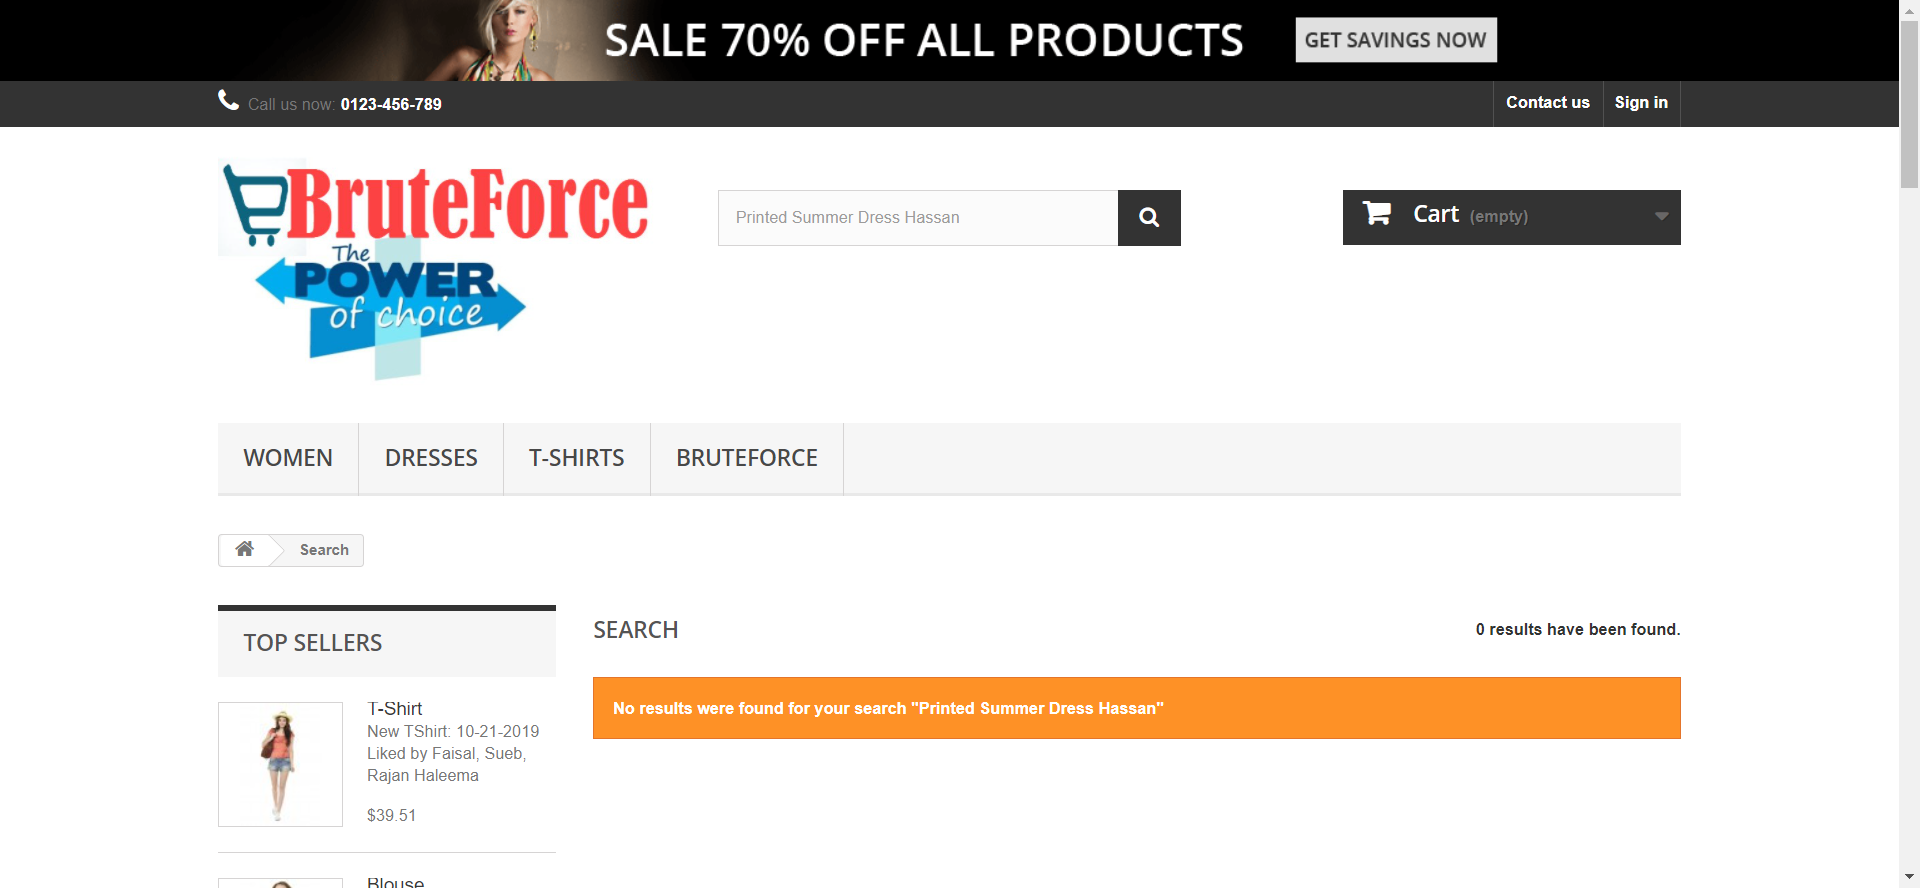 SALE 70% OFF ALL PRODUCTS GET SAVINGS NOW
Call us now: 0123-456-789 Contact us Sign in
BruteForce
The
POWER
of choice
Printed Summer Dress Hassan
Cart (empty)
WOMEN DRESSES T-SHIRTS BRUTEFORCE
Search
TOP SELLERS
T-Shirt
New TShirt: 10-21-2019
Liked by Faisal, Sueb,
Rajan Haleema
$39.51
Blouse
SEARCH 0 results have been found.
No results were found for your search "Printed Summer Dress Hassan"